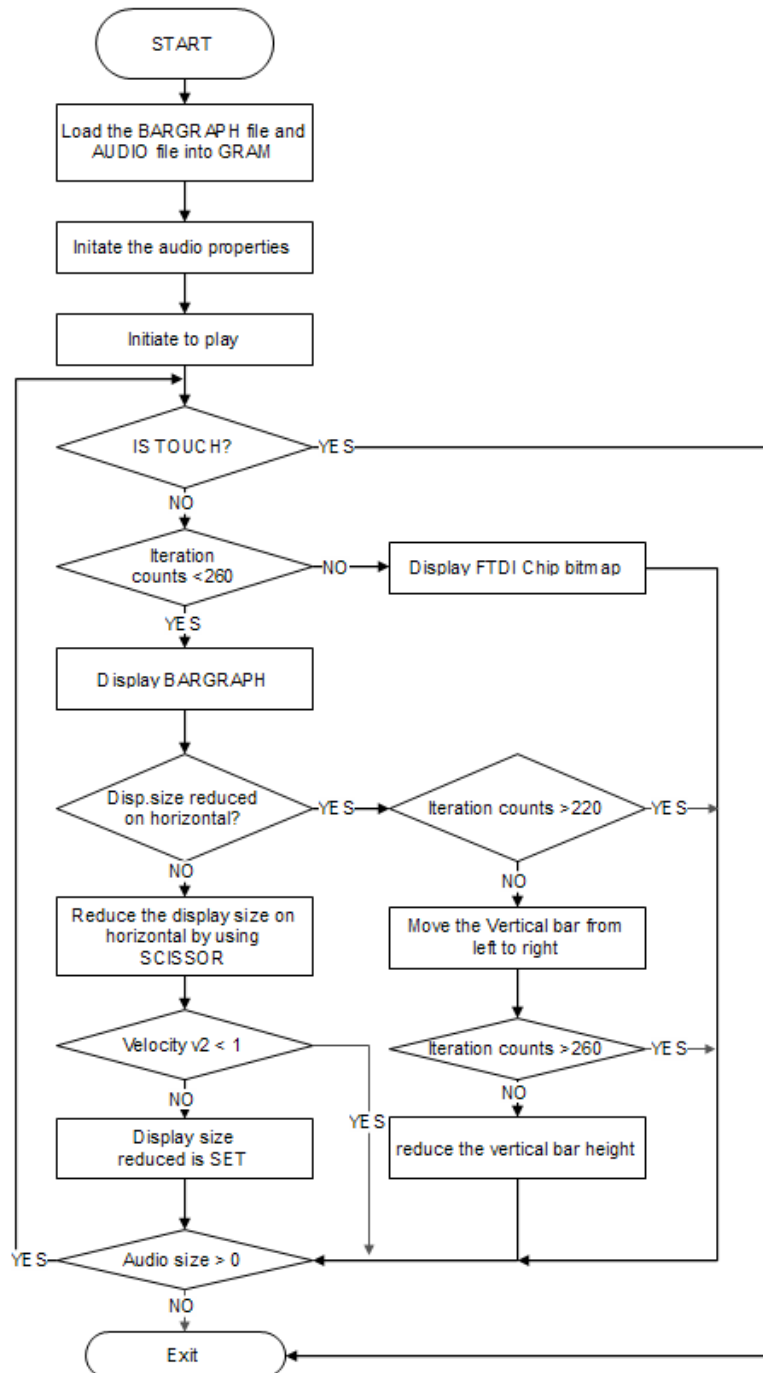 START
Load the BARGRAPH file and
AUDIO file into GRAM
Initate the audio properties
Initiate to play
IS TOUCH?
YES
NO
Iteration
counts <260
NO
Display FTDI Chip bitmap
YES
Display BARGRAPH
Disp.size reduced
on horizontal?
YES
Iteration counts >220
YES
NO
NO
Reduce the display size on
horizontal by using
SCISSOR
Move the Vertical bar from
left to right
Velocity v2 < 1
Iteration counts >260
YES
NO
YES
NO
Display size
reduced is SET
reduce the vertical bar height
YES
Audio size > 0
NO
Exit